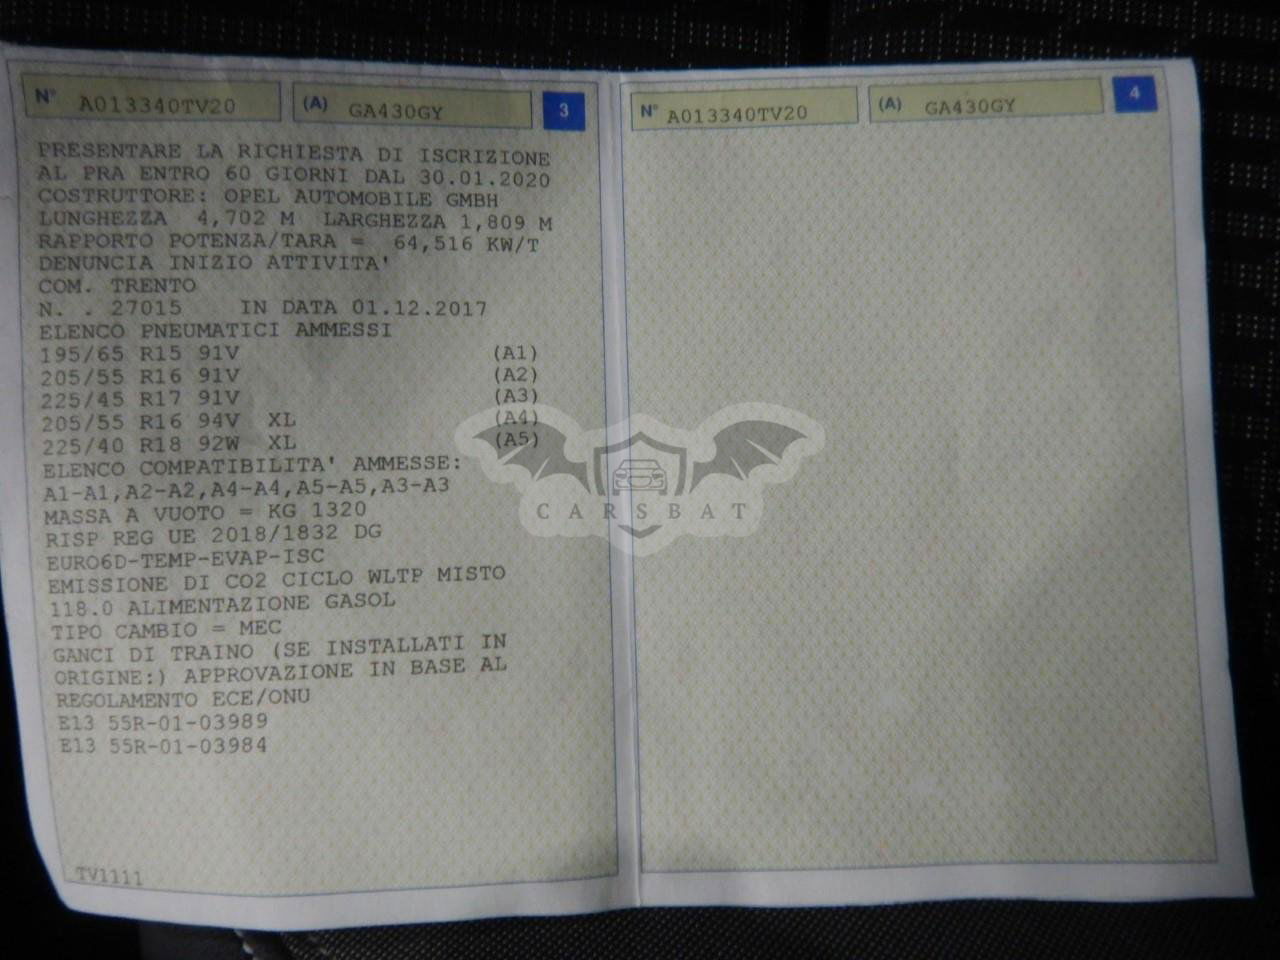 N° A013340TV20 (A) GA430GY 3
PRESENTARE LA RICHIESTA DI ISCRIZIONE
AL PRA ENTRO 60 GIORNI DAL 30.01.2020
COSTRUTTORE: OPEL AUTOMOBILE GMBH
LUNGHEZZA 4,702 M LARGHEZZA 1,809 M
RAPPORTO POTENZA/TARA = 64,516 KW/T
DENUNCIA INIZIO ATTIVITA'
COM. TRENTO
N. . 27015 IN DATA 01.12.2017
ELENCO PNEUMATICI AMMESSI
195/65 R15 91V (A1)
205/55 R16 91V (A2)
225/45 R17 91V (A3)
205/55 R16 94V XL (A4)
225/40 R18 92W XL (A5)
ELENCO COMPATIBILITA' AMMESSE:
A1-A1,A2-A2,A4-A4,A5-A5,A3-A3
MASSA A VUOTO = KG 1320
RISP REG UE 2018/1832 DG
EURO6D-TEMP-EVAP-ISC
EMISSIONE DI CO2 CICLO WLTP MISTO
118.0 ALIMENTAZIONE GASOL
TIPO CAMBIO = MEC
GANCI DI TRAINO (SE INSTALLATI IN
ORIGINE:) APPROVAZIONE IN BASE AL
REGOLAMENTO ECE/ONU
E13 55R-01-03989
E13 55R-01-03984
TV1111
N° A013340TV20 (A) GA430GY 4
CARSBAT